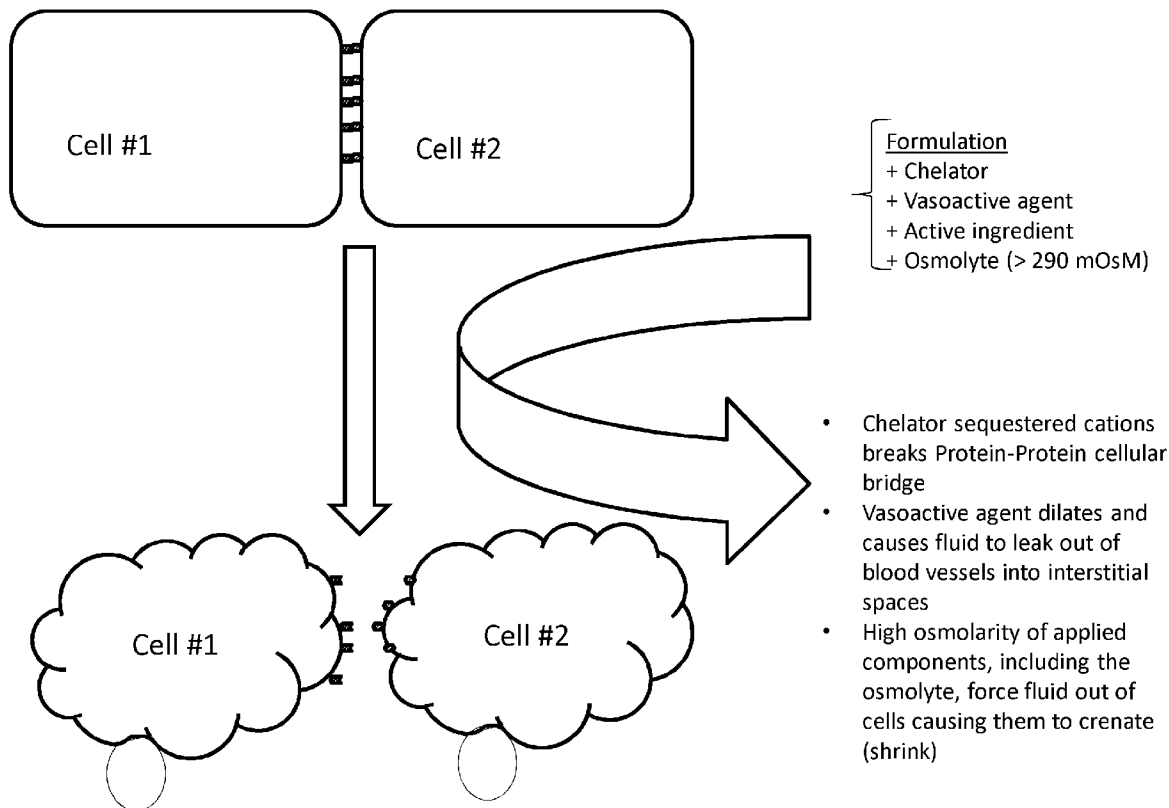 Cell #1
Cell #2
Formulation
+ Chelator
+ Vasoactive agent
+ Active ingredient
+ Osmolyte (> 290 mOsM)
• Chelator sequestered cations
breaks Protein-Protein cellular
bridge
• Vasoactive agent dilates and
causes fluid to leak out of
blood vessels into interstitial
spaces
• High osmolarity of applied
components, including the
osmolyte, force fluid out of
cells causing them to crenate
(shrink)
Cell #1
Cell #2